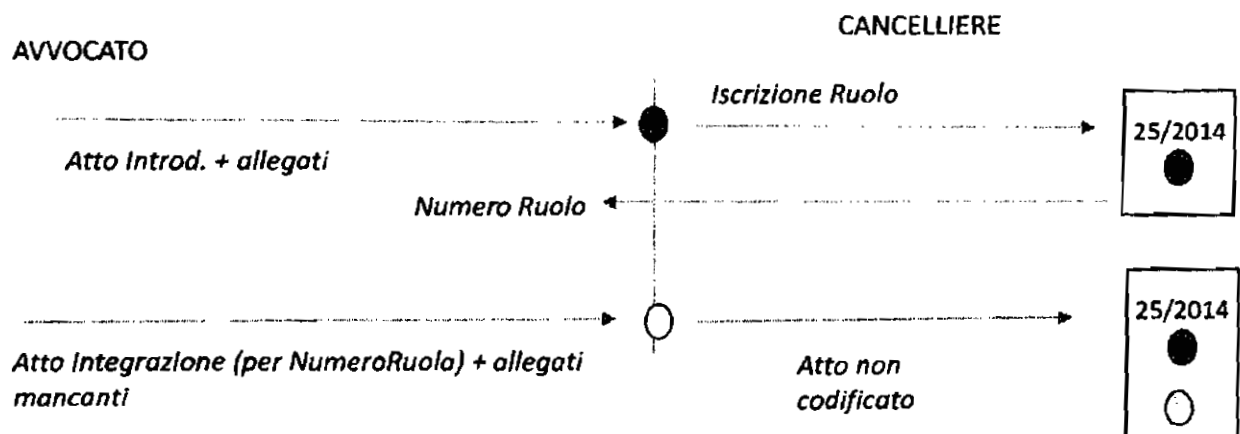 CANCELLIERE
AVVOCATO
Iscrizione Ruolo
25/2014
Atto Introd. + allegati
Numero Ruolo
25/2014
Atto Integrazione (per NumeroRuola) + allegati
mancanti
Atto non
codificato